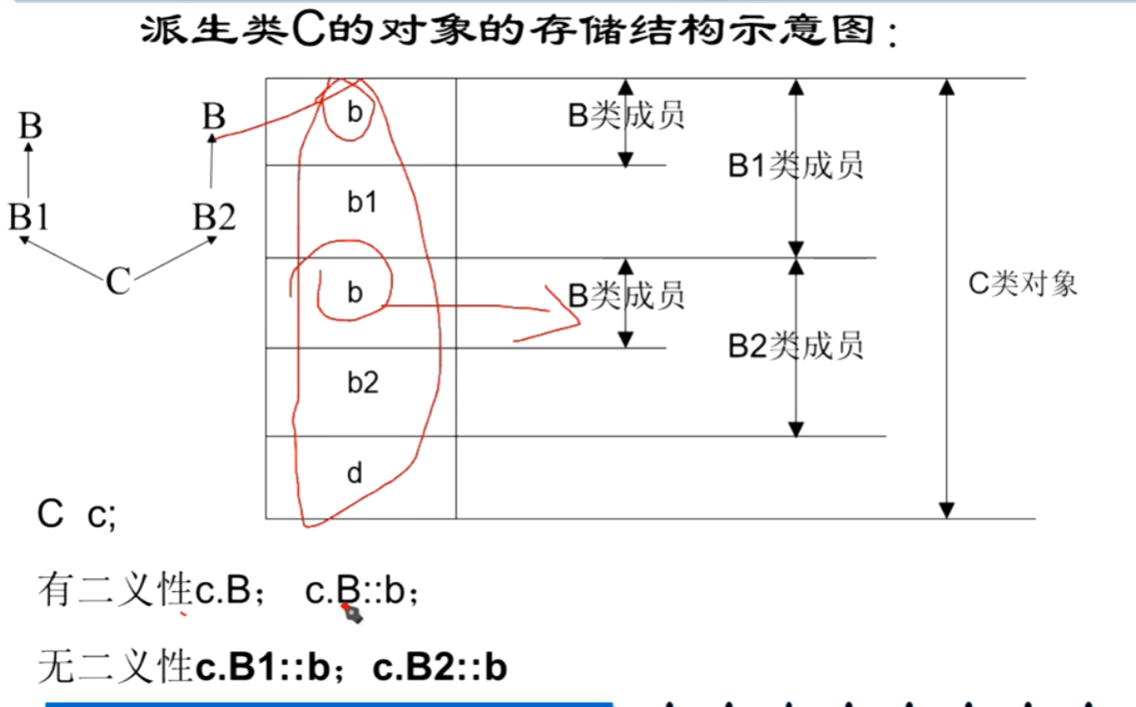 派生类C的对象的存储结构示意图：
B
B
B1
B2
C
b
b1
b
b2
d
B类成员
B1类成员
B类成员
B2类成员
C类对象
C c;
有二义性c.B； c.B::b；
无二义性c.B1::b；c.B2::b